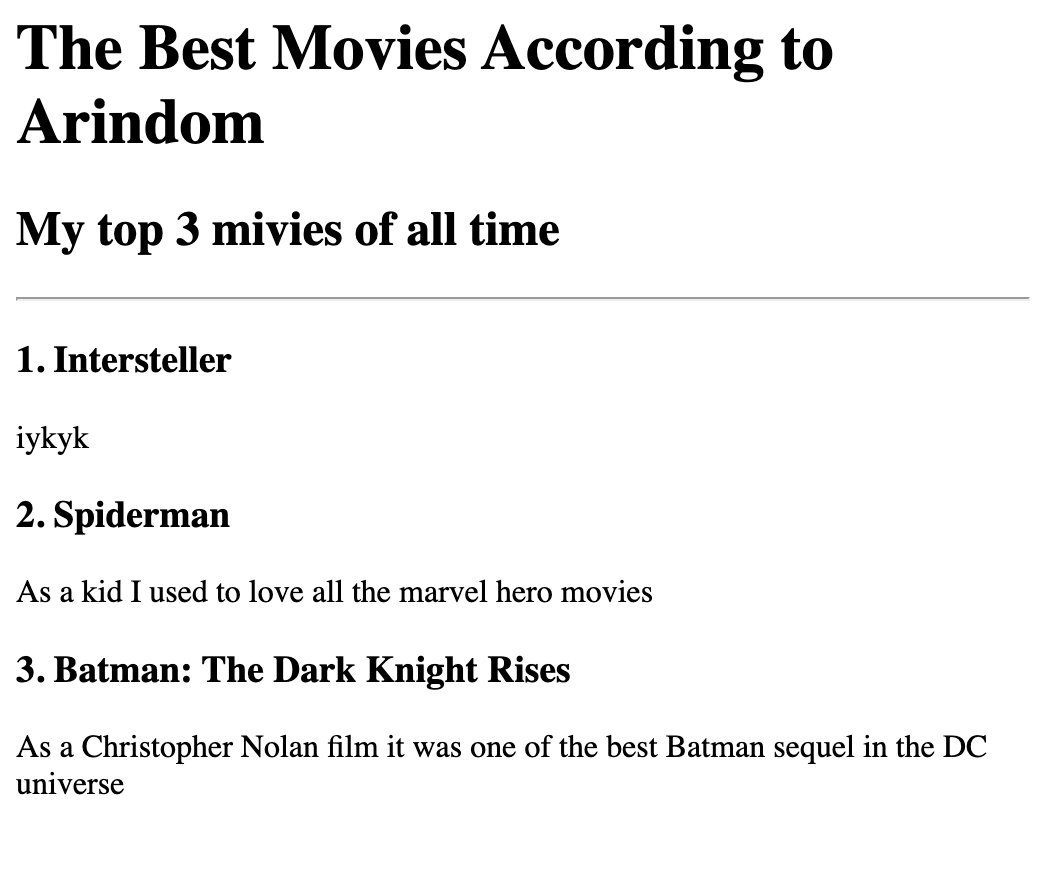 The Best Movies According to
Arindom
My top 3 mivies of all time
1. Intersteller
iykyk
2. Spiderman
As a kid I used to love all the marvel hero movies
3. Batman: The Dark Knight Rises
As a Christopher Nolan film it was one of the best Batman sequel in the DC
universe